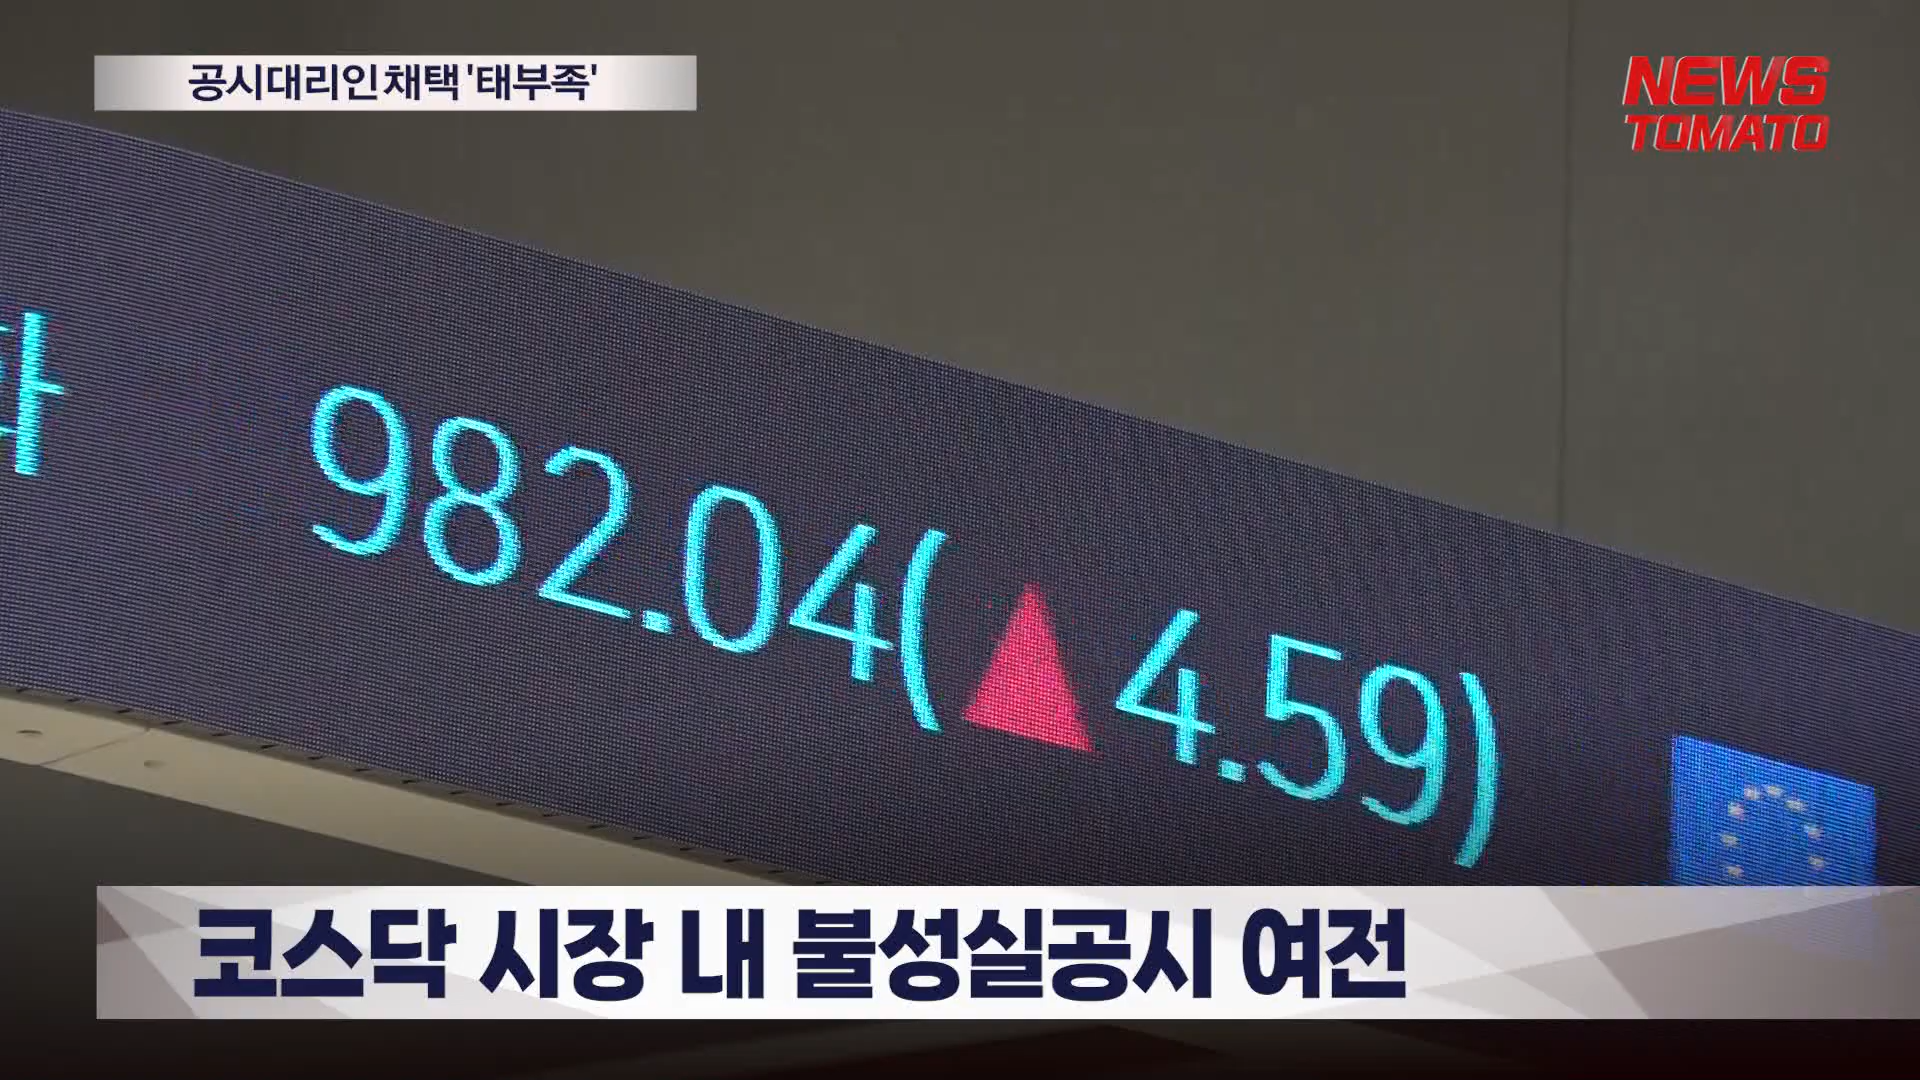 공시대리인 채택 '태부족'
NEWS
TOMATO
982.04(▲4.59)
코스닥 시장 내 불성실공시 여전